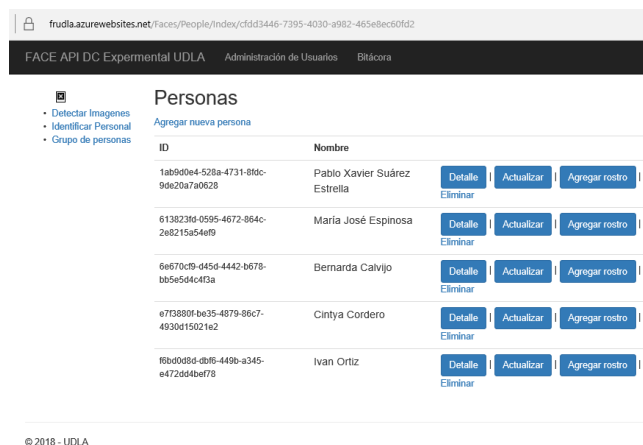 frudla.azurewebsites.net/Faces/People/Index/cfdd3446-7395-4030-a982-465e8ec60fd2
FACE API DC Expermental UDLA Administración de Usuarios Bitácora
Detectar Imagenes
Identificar Personal
Grupo de personas
Personas
Agregar nueva persona
ID Nombre
1ab9d0e4-528a-4731-8fdc-
9de20a7a0628
Pablo Xavier Suárez
Estrella
Detalle | Actualizar | Agregar rostro |
Eliminar
613823fd-0595-4672-864c-
2e8215a54ef9
María José Espinosa
Detalle | Actualizar | Agregar rostro |
Eliminar
6e670cf9-d45d-4442-b678-
bb5e5d4c4f3a
Bernarda Calvijo
Detalle | Actualizar | Agregar rostro |
Eliminar
e7f3880f-be35-4879-86c7-
4930d15021e2
Cintya Cordero
Detalle | Actualizar | Agregar rostro |
Eliminar
f6bd0d8d-dbf6-449b-a345-
e472dd4bef78
Ivan Ortiz
Detalle | Actualizar | Agregar rostro |
Eliminar
© 2018 - UDLA